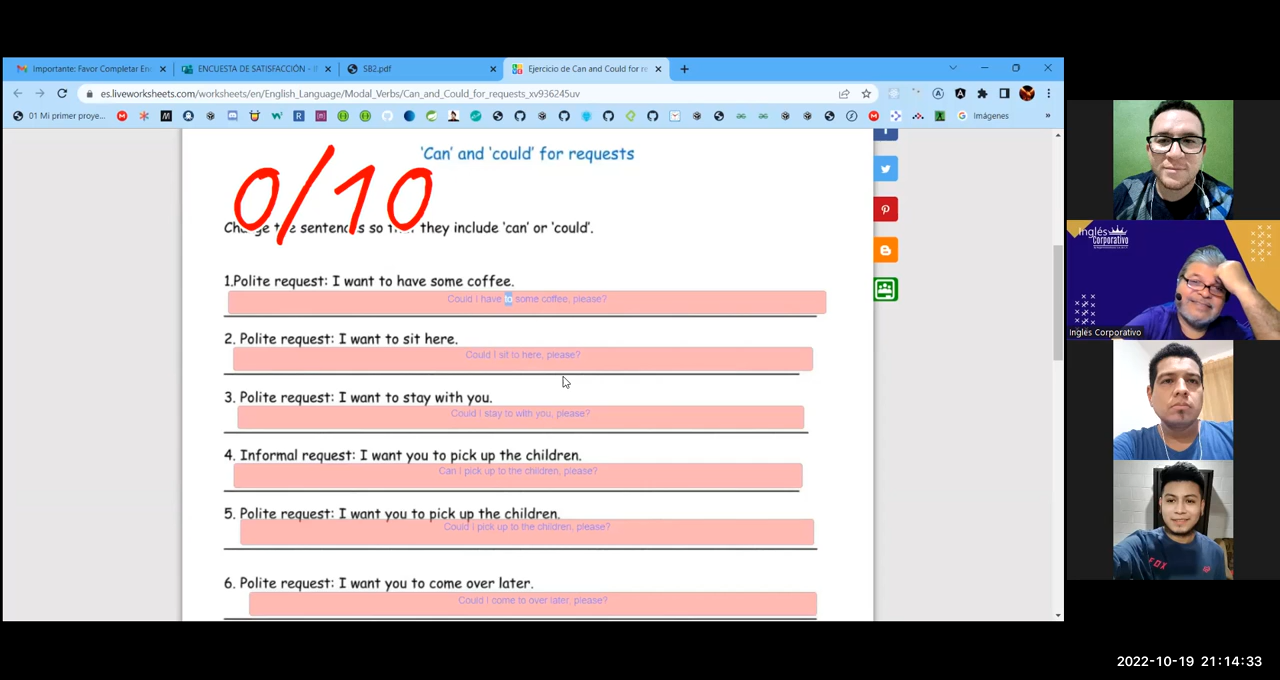 Importante: Favor Completar Enc
ENCUESTA DE SATISFACCIÓN - I
SB2.pdf
Ejercicio de Can and Could for re
es.liveworksheets.com/worksheets/en/English_Language/Modal_Verbs/Can_and_Could_for_requests_xv936245uv
01 Mi primer proye...
Imágenes
'Can' and 'could' for requests
0/10
Change the sentences so that they include 'can' or 'could'.
1.Polite request: I want to have some coffee.
Could I have to some coffee, please?
2. Polite request: I want to sit here.
Could I sit to here, please?
3. Polite request: I want to stay with you.
Could I stay to with you, please?
4. Informal request: I want you to pick up the children.
Can I pick up to the children, please?
5. Polite request: I want you to pick up the children.
Could I pick up to the children, please?
6. Polite request: I want you to come over later.
Could I come to over later, please?
Inglés
Corporativo
Inglés Corporativo
FOX
2022-10-19 21:14:33